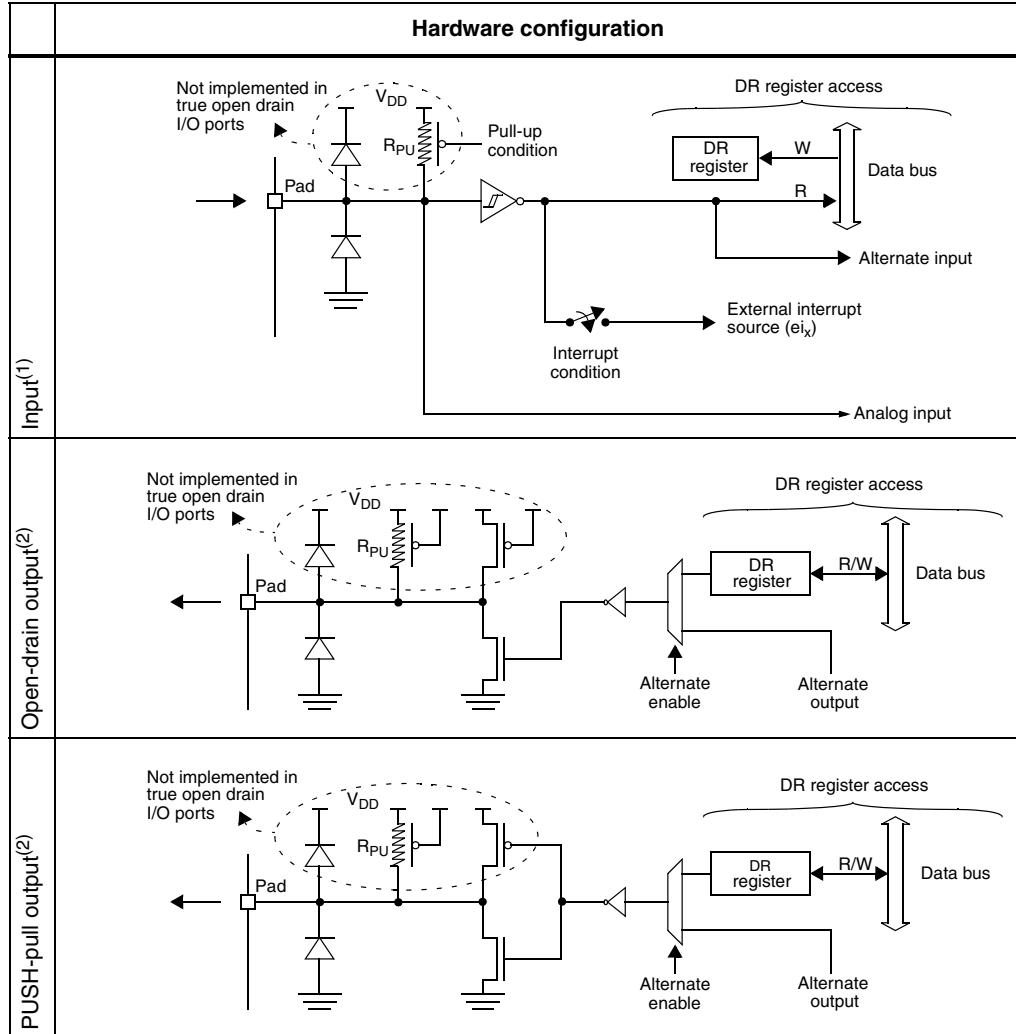 Hardware configuration
Input(1)
Not implemented in
true open drain
I/O ports
VDD
RPU
Pull-up
condition
Pad
DR register access
DR
register
W
R
Data bus
Alternate input
External interrupt
source (eix)
Interrupt
condition
Analog input
Open-drain output(2)
Not implemented in
true open drain
I/O ports
VDD
RPU
Pad
DR register access
DR
register
R/W
Data bus
Alternate
enable
Alternate
output
PUSH-pull output(2)
Not implemented in
true open drain
I/O ports
VDD
RPU
Pad
DR register access
DR
register
R/W
Data bus
Alternate
enable
Alternate
output